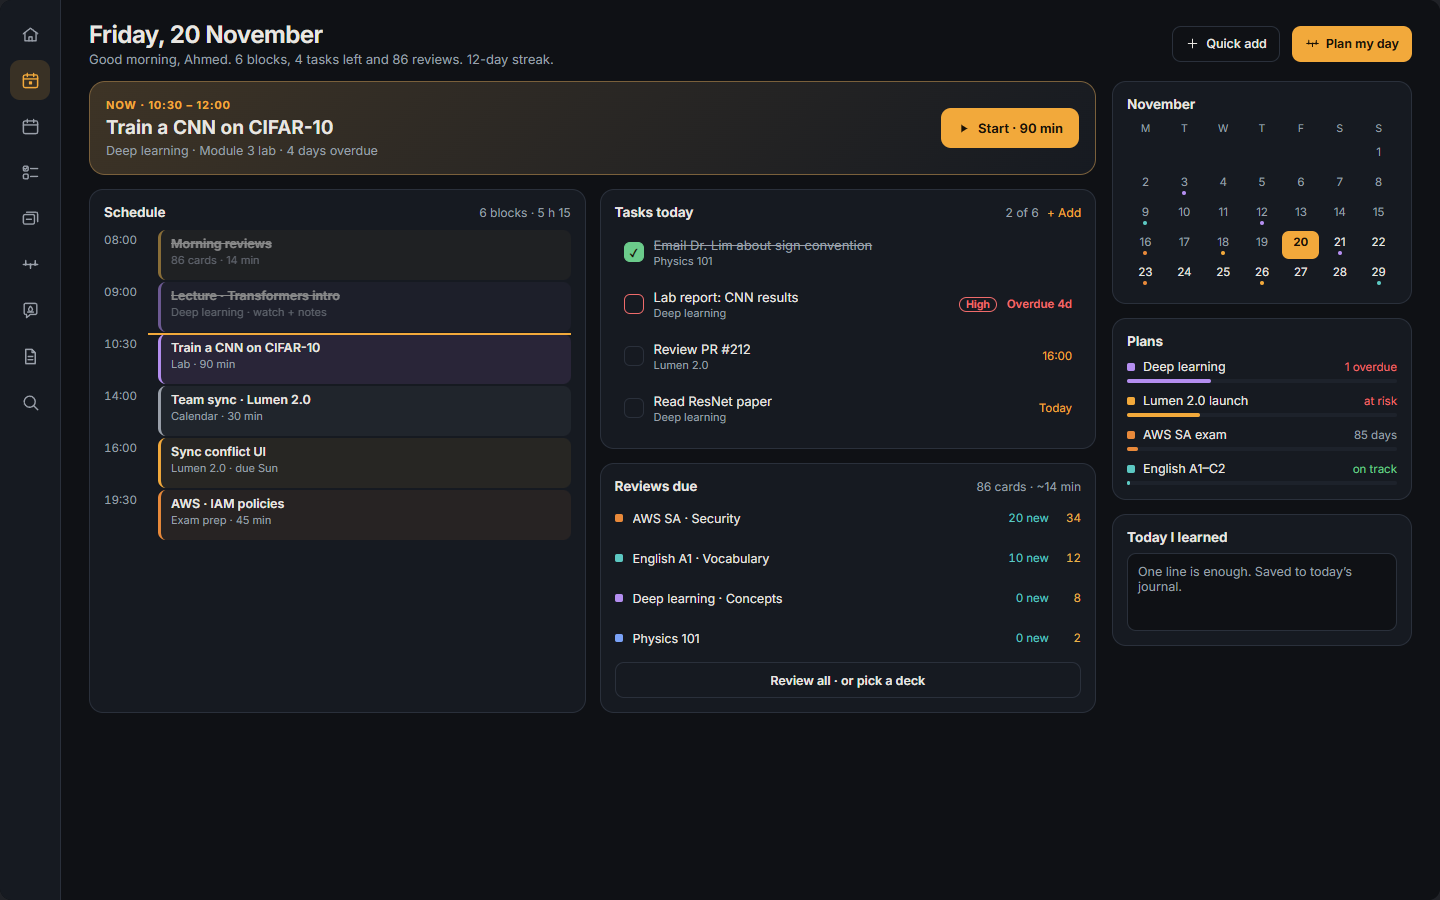 Friday, 20 November
Good morning, Ahmed. 6 blocks, 4 tasks left and 86 reviews. 12-day streak.
Quick add
Plan my day
NOW · 10:30 – 12:00
Train a CNN on CIFAR-10
Deep learning · Module 3 lab · 4 days overdue
Start · 90 min
Schedule
6 blocks · 5 h 15
08:00
Morning reviews
86 cards · 14 min
09:00
Lecture · Transformers intro
Deep learning · watch + notes
10:30
Train a CNN on CIFAR-10
Lab · 90 min
14:00
Team sync · Lumen 2.0
Calendar · 30 min
16:00
Sync conflict UI
Lumen 2.0 · due Sun
19:30
AWS · IAM policies
Exam prep · 45 min
Tasks today
2 of 6 + Add
Email Dr. Lim about sign convention
Physics 101
Lab report: CNN results
Deep learning
High Overdue 4d
Review PR #212
Lumen 2.0
16:00
Read ResNet paper
Deep learning
Today
Reviews due
86 cards · ~14 min
AWS SA · Security 20 new 34
English A1 · Vocabulary 10 new 12
Deep learning · Concepts 0 new 8
Physics 101 0 new 2
Review all · or pick a deck
November
M T W T F S S
1
2 3 4 5 6 7 8
9 10 11 12 13 14 15
16 17 18 19 20 21 22
23 24 25 26 27 28 29
Plans
Deep learning 1 overdue
Lumen 2.0 launch at risk
AWS SA exam 85 days
English A1–C2 on track
Today I learned
One line is enough. Saved to today's
journal.